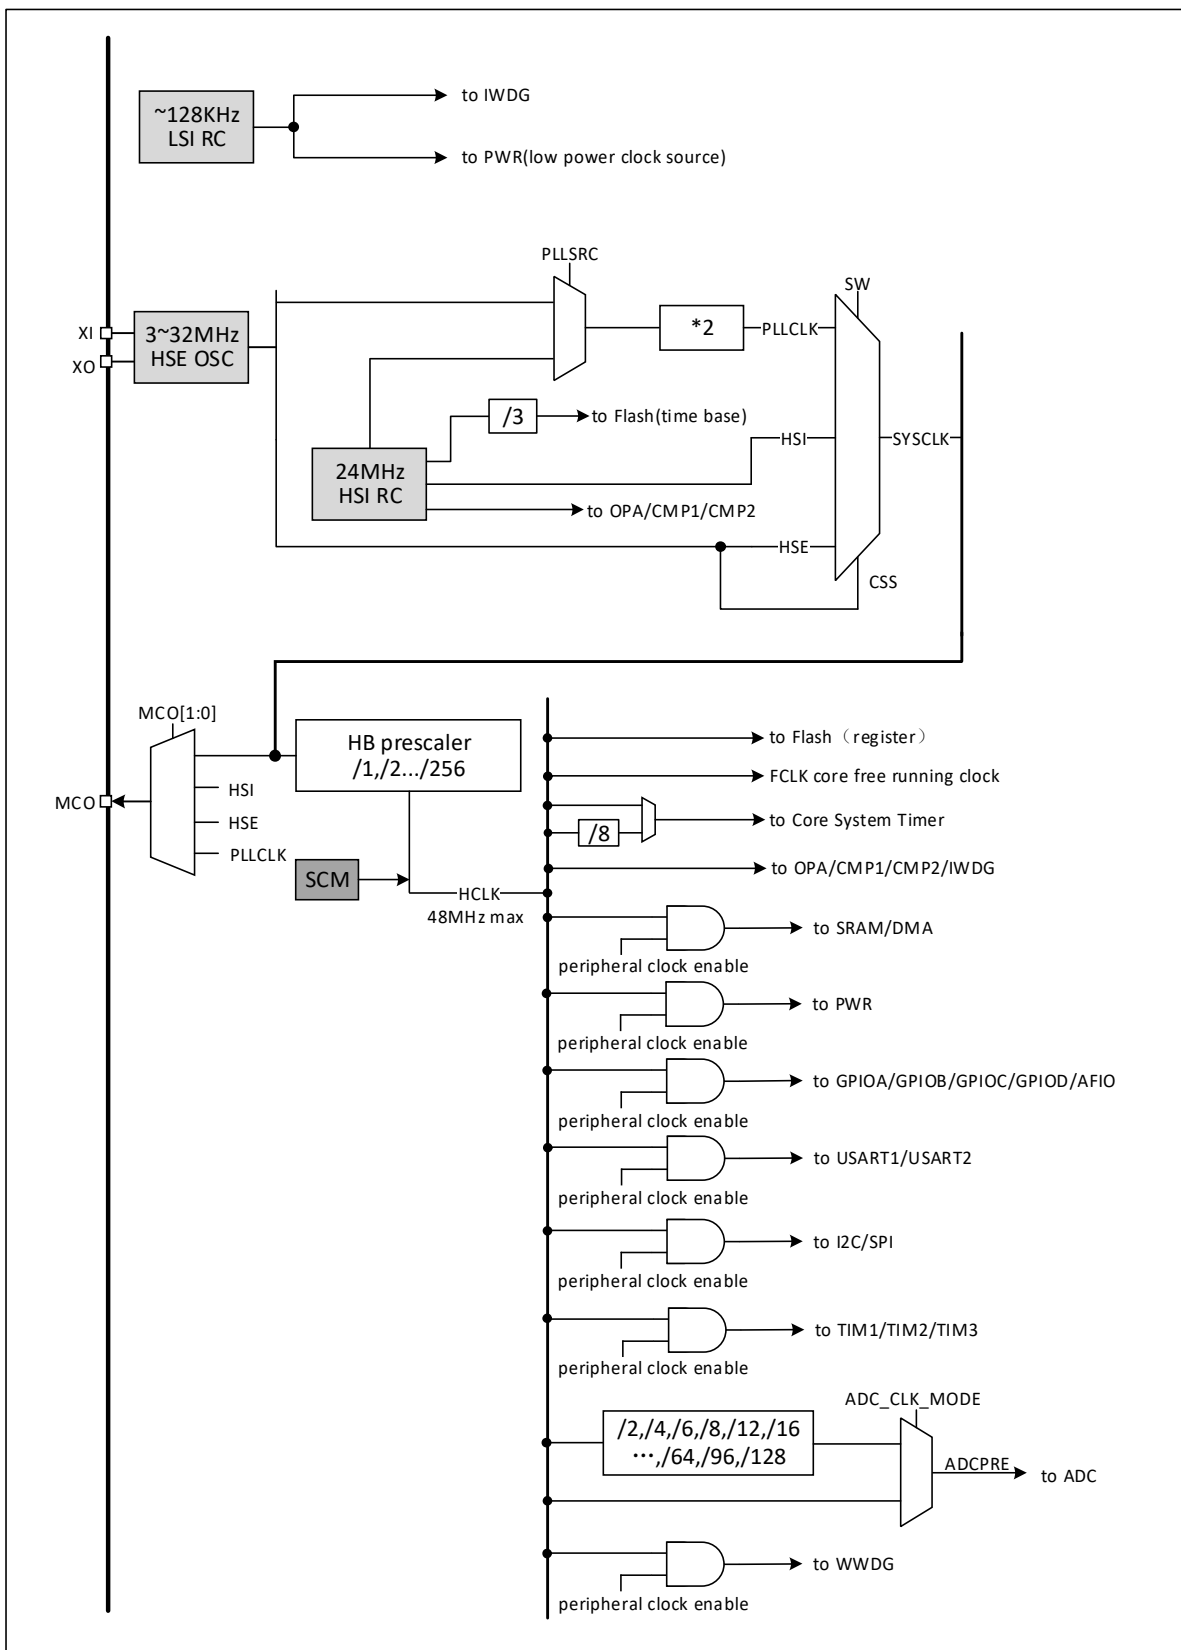 to IWDG
~128KHz
LSI RC
to PWR(low power clock source)
PLLSRC
SW
XI
XO
3~32MHz
HSE OSC
*2
PLLCLK
/3
to Flash(time base)
HSI
SYSCLK
24MHz
HSI RC
to OPA/CMP1/CMP2
HSE
CSS
MCO[1:0]
HB prescaler
/1,/2.../256
to Flash（register）
FCLK core free running clock
HSI
MCO
HSE
/8
to Core System Timer
PLLCLK
to OPA/CMP1/CMP2/IWDG
SCM
HCLK
48MHz max
to SRAM/DMA
peripheral clock enable
to PWR
peripheral clock enable
to GPIOA/GPIOB/GPIOC/GPIOD/AFIO
peripheral clock enable
to USART1/USART2
peripheral clock enable
to I2C/SPI
peripheral clock enable
to TIM1/TIM2/TIM3
peripheral clock enable
ADC_CLK_MODE
/2,/4,/6,/8,/12,/16
…,/64,/96,/128
ADCPRE
to ADC
to WWDG
peripheral clock enable